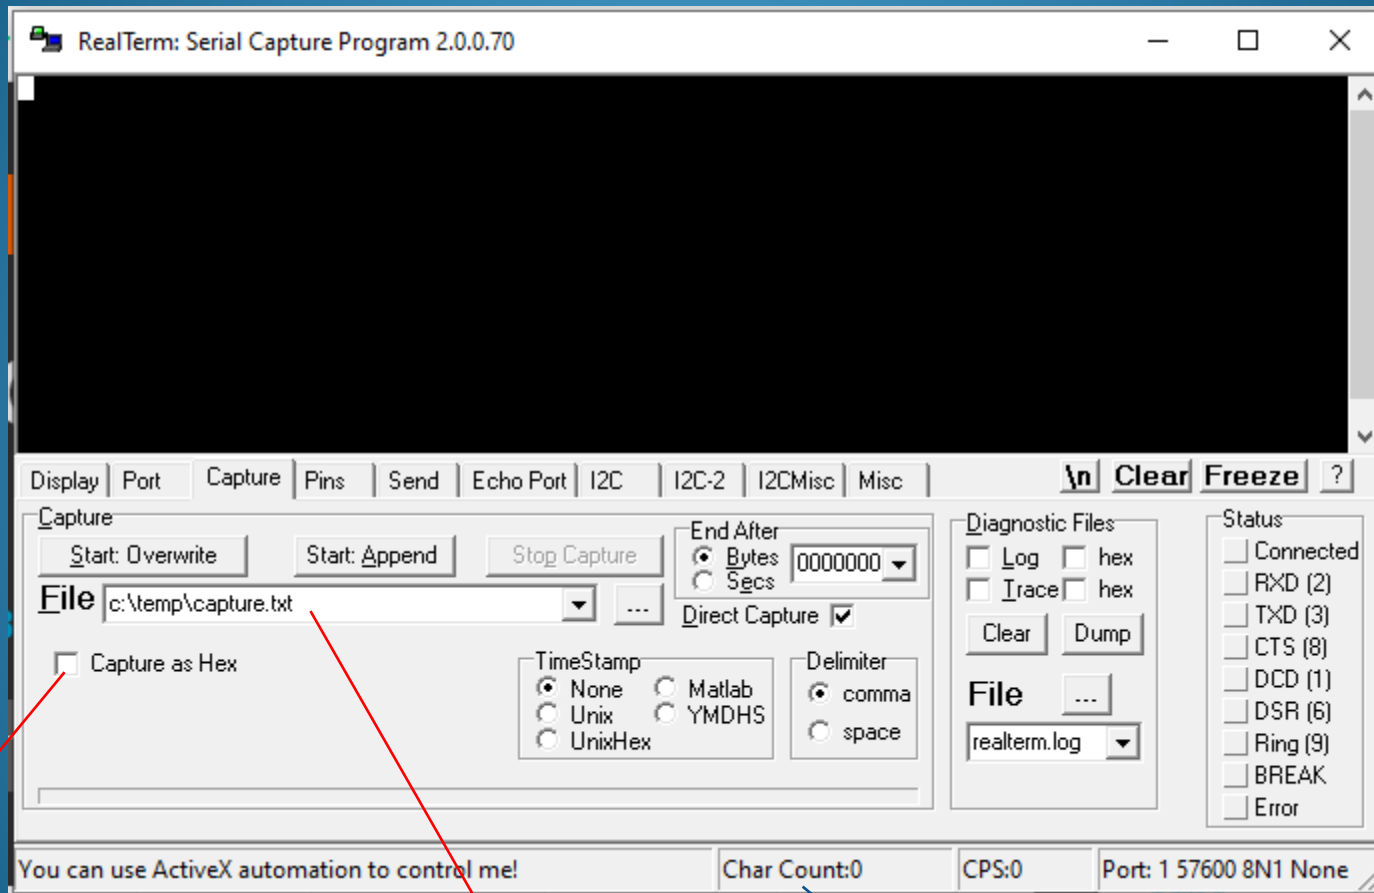 RealTerm: Serial Capture Program 2.0.0.70
Display Port Capture Pins Send Echo Port I2C I2C-2 I2CMisc Misc \n Clear Freeze ?
Capture
Start: Overwrite Start: Append Stop Capture
File c:\temp\capture.txt ...
Capture as Hex
End After
Bytes 0000000
Secs
Direct Capture
TimeStamp
None Matlab
Unix YMDHS
UnixHex
Delimiter
comma
space
Diagnostic Files
Log hex
Trace hex
Clear Dump
File ...
realterm.log
Status
Connected
RXD (2)
TXD (3)
CTS (8)
DCD (1)
DSR (6)
Ring (9)
BREAK
Error
You can use ActiveX automation to control me! Char Count:0 CPS:0 Port: 1 57600 8N1 None